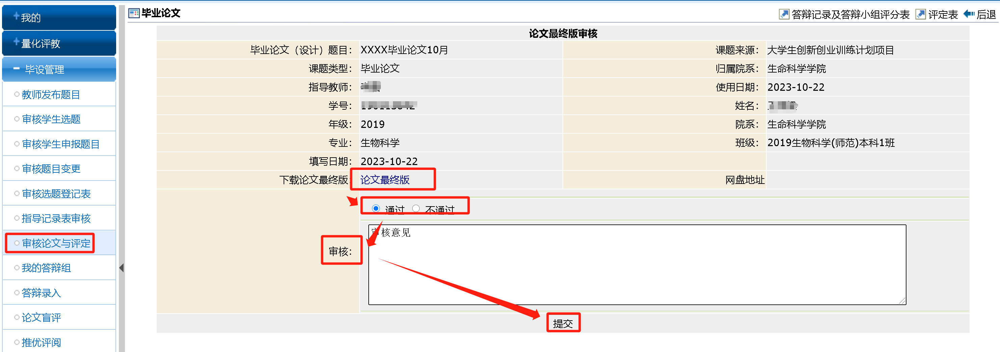 我的
量化评教
毕设管理
教师发布题目
审核学生选题
审核学生申报题目
审核题目变更
审核选题登记表
指导记录表审核
审核论文与评定
我的答辩组
答辩录入
论文盲评
推优评阅
毕业论文
答辩记录及答辩小组评分表 评定表 后退
论文最终版审核
毕业论文（设计）题目： XXXX毕业论文10月 课题来源： 大学生创新创业训练计划项目
课题类型： 毕业论文 归属院系： 生命科学学院
指导教师： 使用日期： 2023-10-22
学号： 姓名：
年级： 2019 院系： 生命科学学院
专业： 生物科学 班级： 2019生物科学(师范)本科1班
填写日期： 2023-10-22
下载论文最终版： 论文最终版 网盘地址
通过 不通过
审核意见
审核：
提交